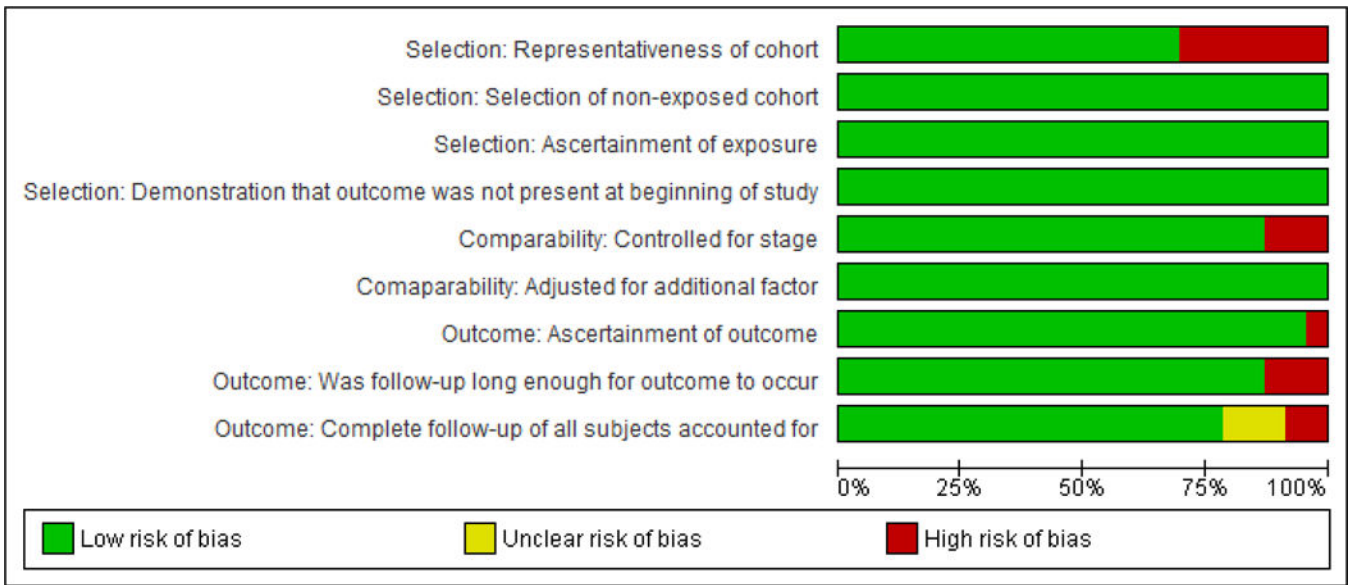 Selection: Representativeness of cohort
Selection: Selection of non-exposed cohort
Selection: Ascertainment of exposure
Selection: Demonstration that outcome was not present at beginning of study
Comparability: Controlled for stage
Comaparability: Adjusted for additional factor
Outcome: Ascertainment of outcome
Outcome: Was follow-up long enough for outcome to occur
Outcome: Complete follow-up of all subjects accounted for
0% 25% 50% 75% 100%
Low risk of bias Unclear risk of bias High risk of bias